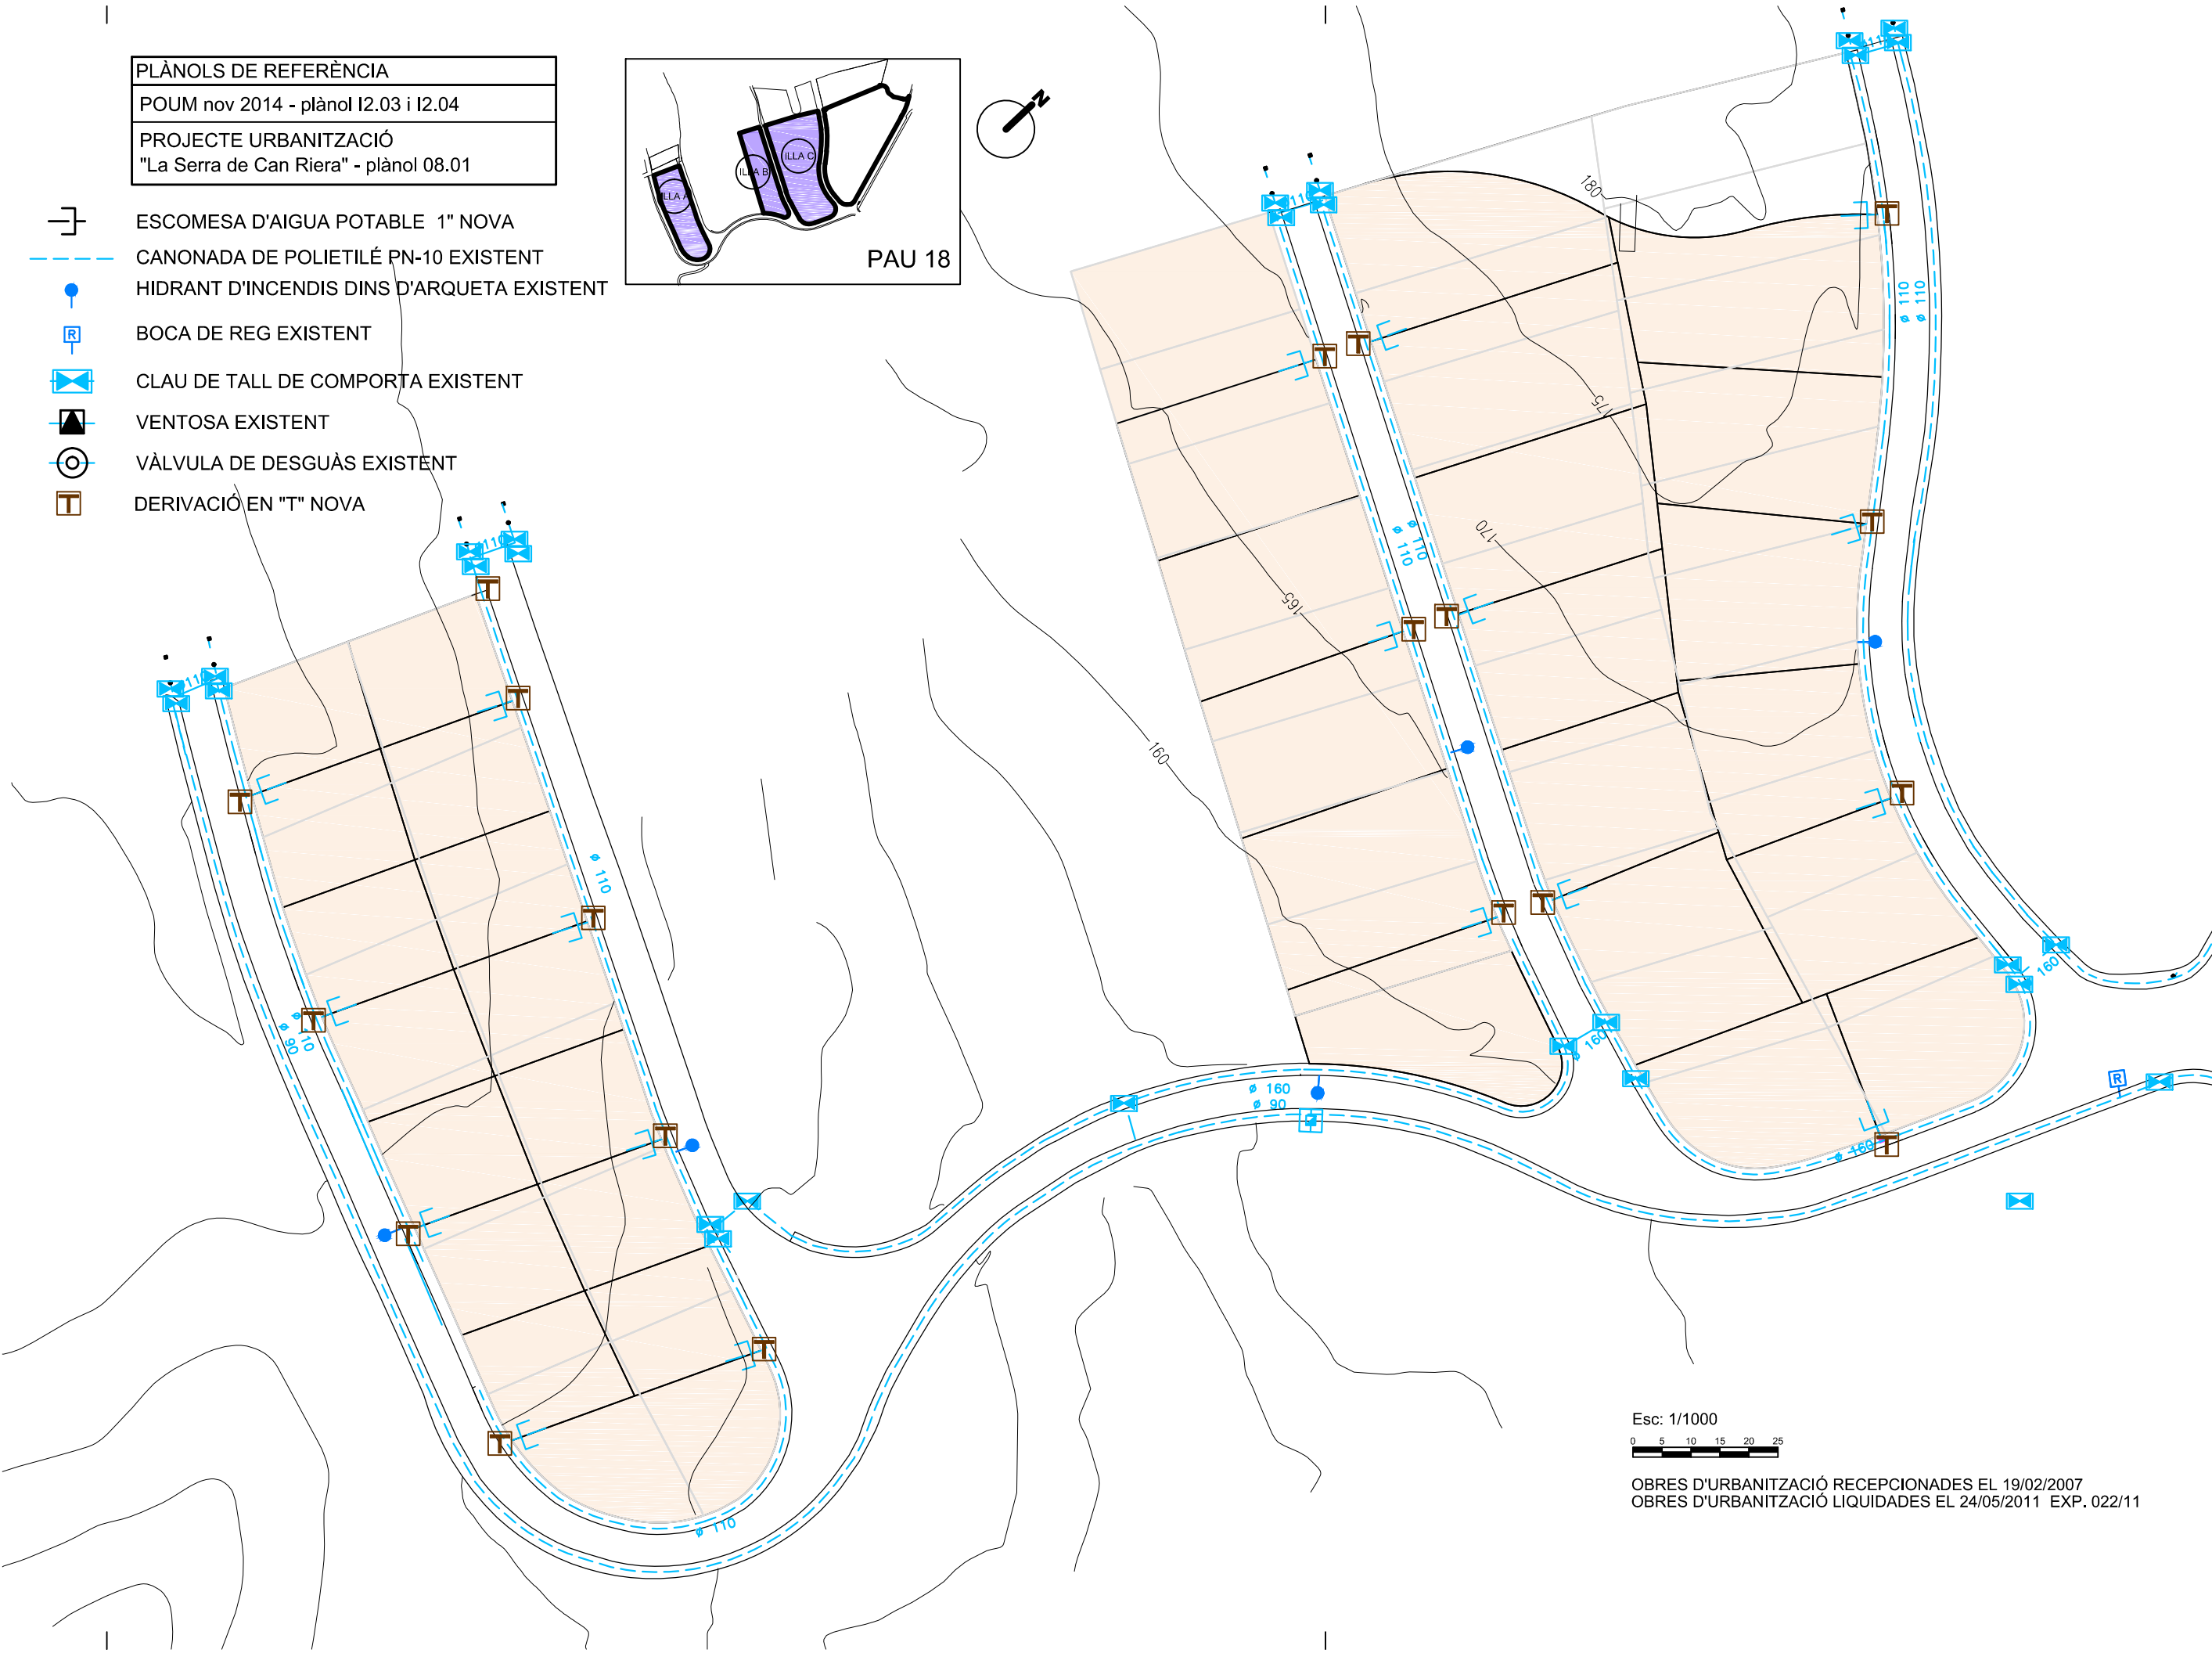 PLÀNOLS DE REFERÈNCIA
POUM nov 2014 - plànol I2.03 i I2.04
PROJECTE URBANITZACIÓ
"La Serra de Can Riera" - plànol 08.01
ESCOMESA D'AIGUA POTABLE 1" NOVA
CANONADA DE POLIETILÉ PN-10 EXISTENT
HIDRANT D'INCENDIS DINS D'ARQUETA EXISTENT
R
BOCA DE REG EXISTENT
CLAU DE TALL DE COMPORTA EXISTENT
VENTOSA EXISTENT
VÀLVULA DE DESGUÀS EXISTENT
T
DERIVACIÓ EN "T" NOVA
ILLA A
ILLA B
ILLA C
PAU 18
N
180
175
170
165
160
ø 110
ø 110
ø 110
ø 110
ø 110
ø 110
ø 90
ø 110
ø 160
ø 90
ø 160
ø 160
160
R
Esc: 1/1000
0 5 10 15 20 25
OBRES D'URBANITZACIÓ RECEPCIONADES EL 19/02/2007
OBRES D'URBANITZACIÓ LIQUIDADES EL 24/05/2011 EXP. 022/11